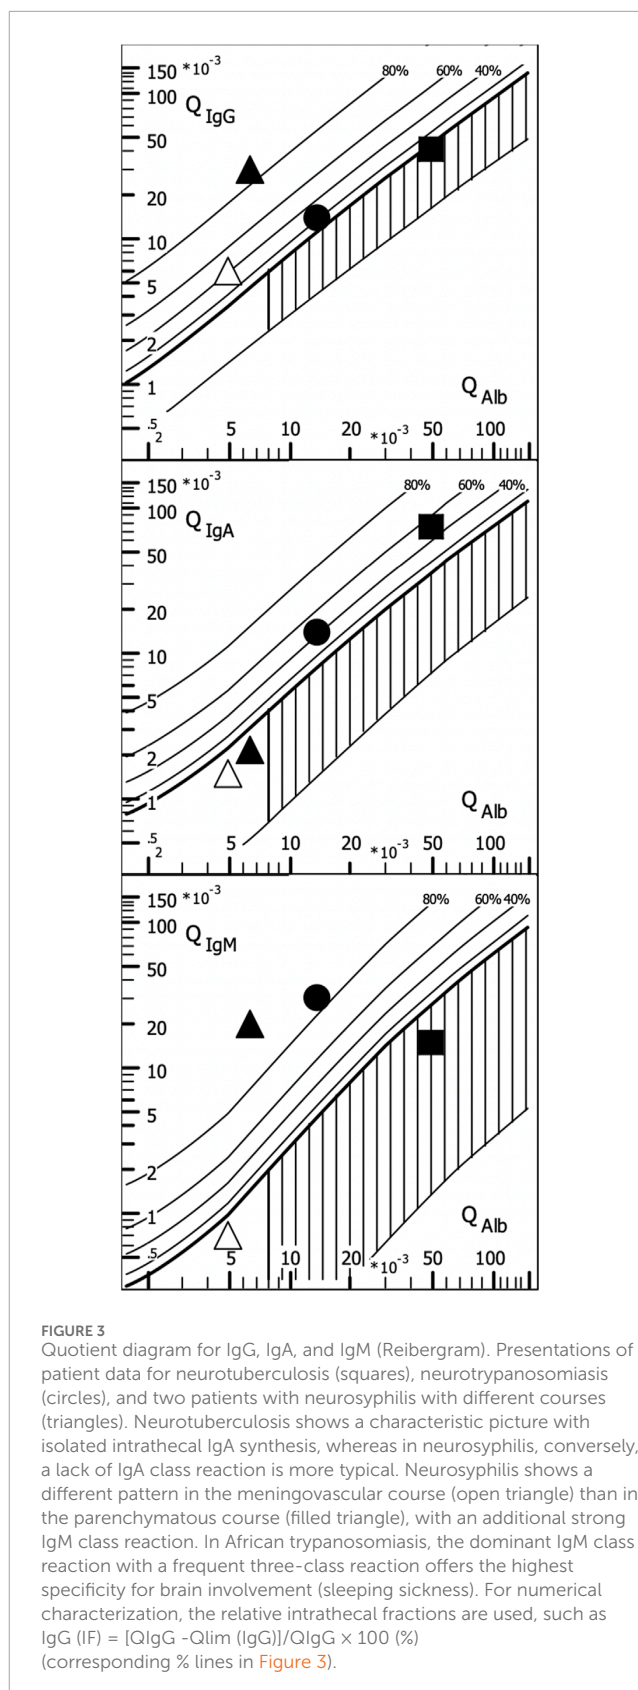 150 *10-3
80%
60%
40%
100 Q IgG
50
20
10
5
2
1
.5
Q Alb
2
5
10
20
*10-3
50
100
150 *10-3
80%
60%
40%
100 Q IgA
50
20
10
5
2
1
.5
Q Alb
2
5
10
20
*10-3
50
100
150 *10-3
80%
60%
40%
100 Q IgM
50
20
10
5
2
1
.5
Q Alb
5
10
20
*10-3
50
100
FIGURE 3
Quotient diagram for IgG, IgA, and IgM (Reibergram). Presentations of
patient data for neurotuberculosis (squares), neurotrypanosomiasis
(circles), and two patients with neurosyphilis with different courses
(triangles). Neurotuberculosis shows a characteristic picture with
isolated intrathecal IgA synthesis, whereas in neurosyphilis, conversely,
a lack of IgA class reaction is more typical. Neurosyphilis shows a
different pattern in the meningovascular course (open triangle) than in
the parenchymatous course (filled triangle), with an additional strong
IgM class reaction. In African trypanosomiasis, the dominant IgM class
reaction with a frequent three-class reaction offers the highest
specificity for brain involvement (sleeping sickness). For numerical
characterization, the relative intrathecal fractions are used, such as
IgG (IF) = [QIgG -Qlim (IgG)]/QIgG × 100 (%)
(corresponding % lines in Figure 3).